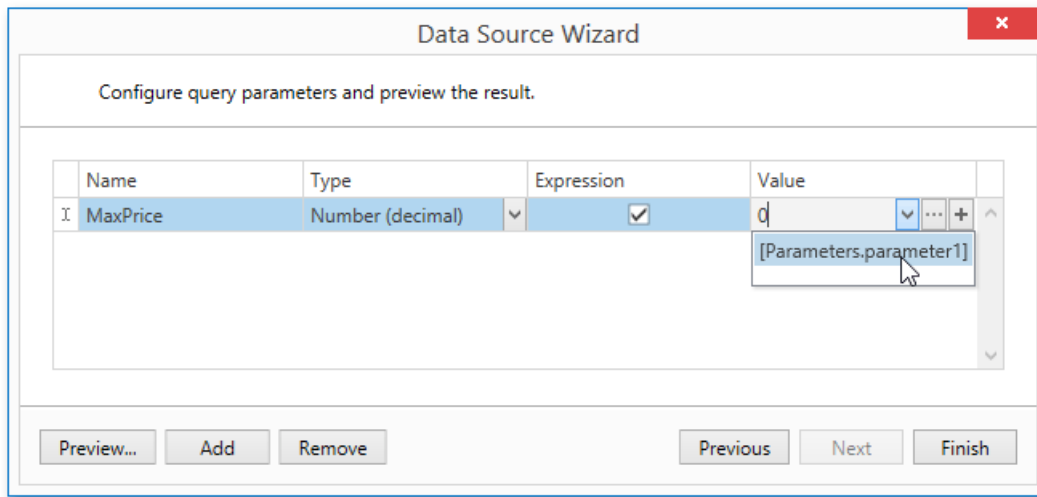 Data Source Wizard
Configure query parameters and preview the result.
Name Type Expression Value
MaxPrice Number (decimal) 0
[Parameters.parameter1]
Preview... Add Remove Previous Next Finish